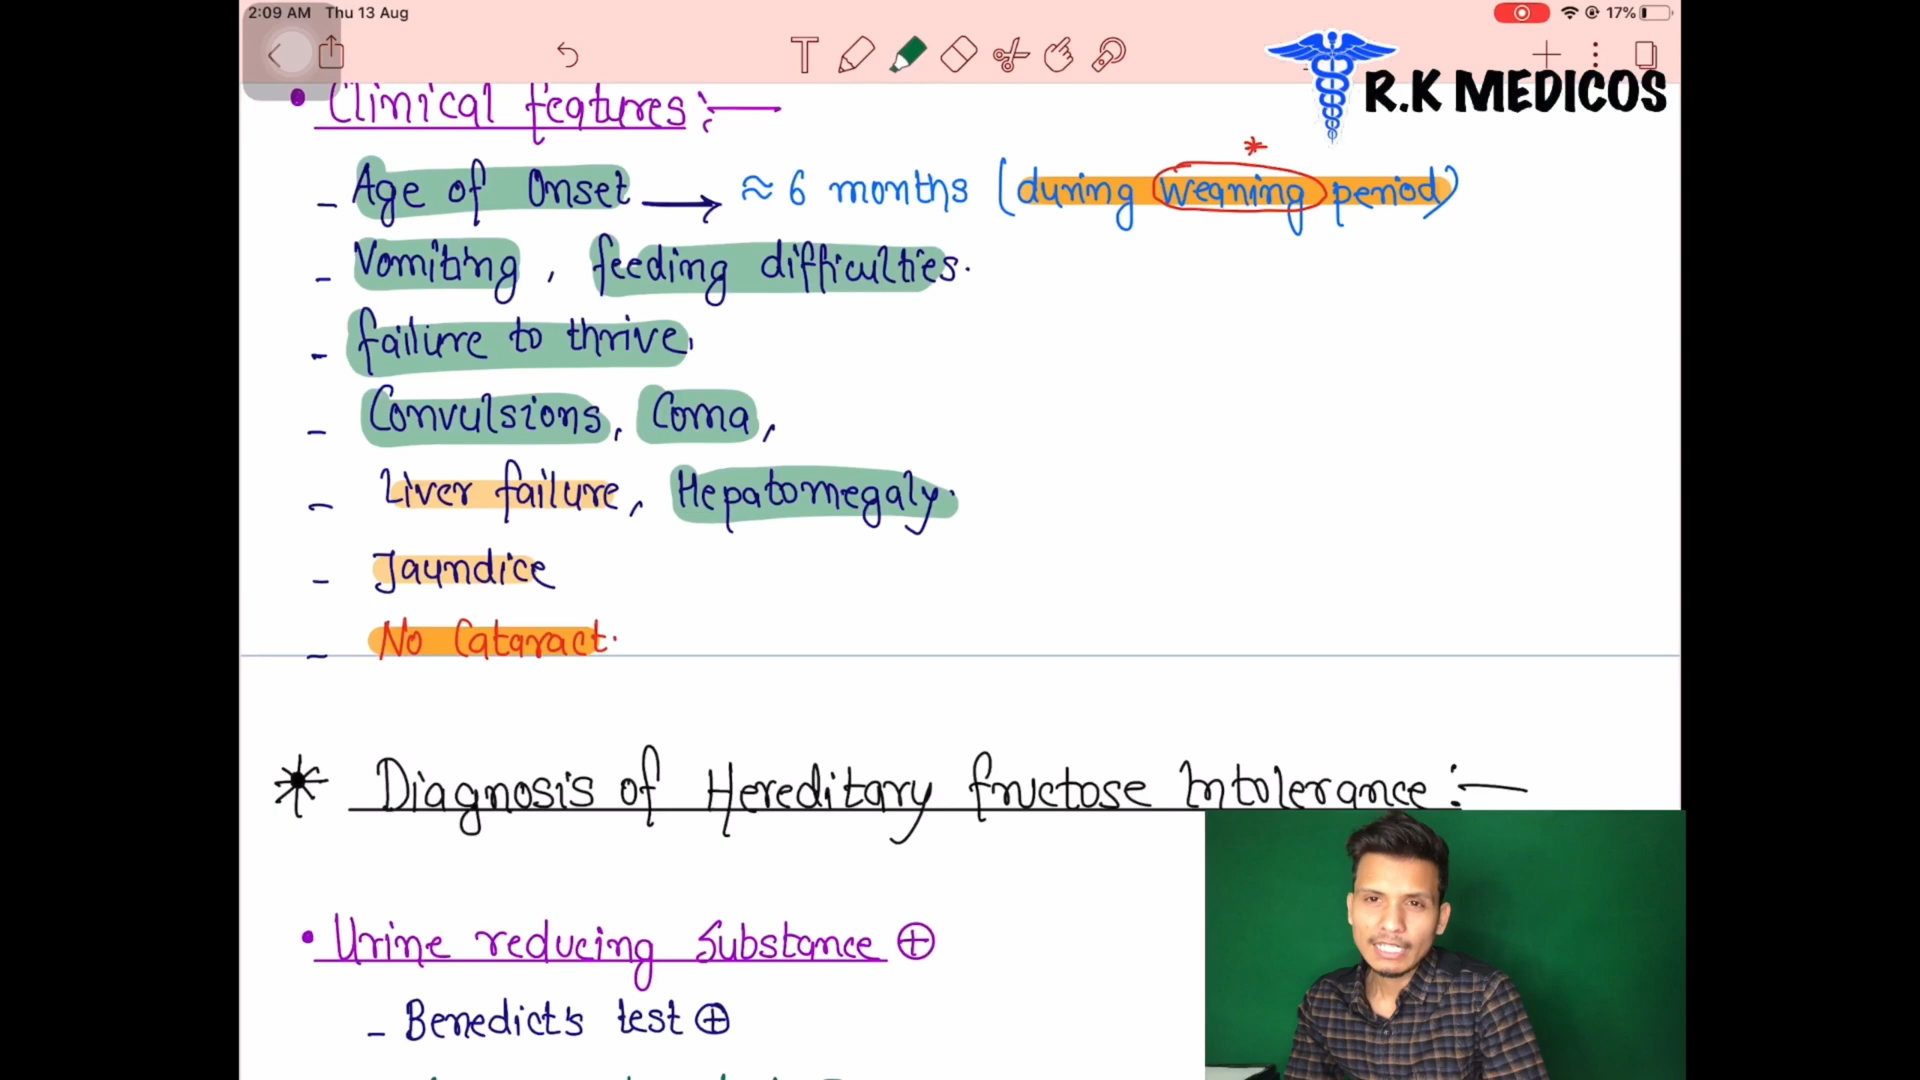 2:09 AM Thu 13 Aug
17%
T
R.K MEDICOS
• Clinical features :—
- Age of Onset → ≈ 6 months (during weaning period)
*
- Vomiting , feeding difficulties.
- failure to thrive.
- Convulsions, Coma,
- Liver failure, Hepatomegaly.
- Jaundice
- No Cataract.
* Diagnosis of Hereditary fructose Intolerance :—
• Urine reducing Substance ⊕
- Benedict's test ⊕